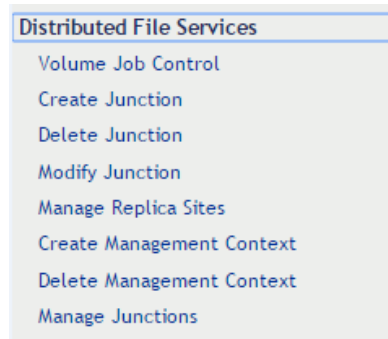 Distributed File Services
Volume Job Control
Create Junction
Delete Junction
Modify Junction
Manage Replica Sites
Create Management Context
Delete Management Context
Manage Junctions